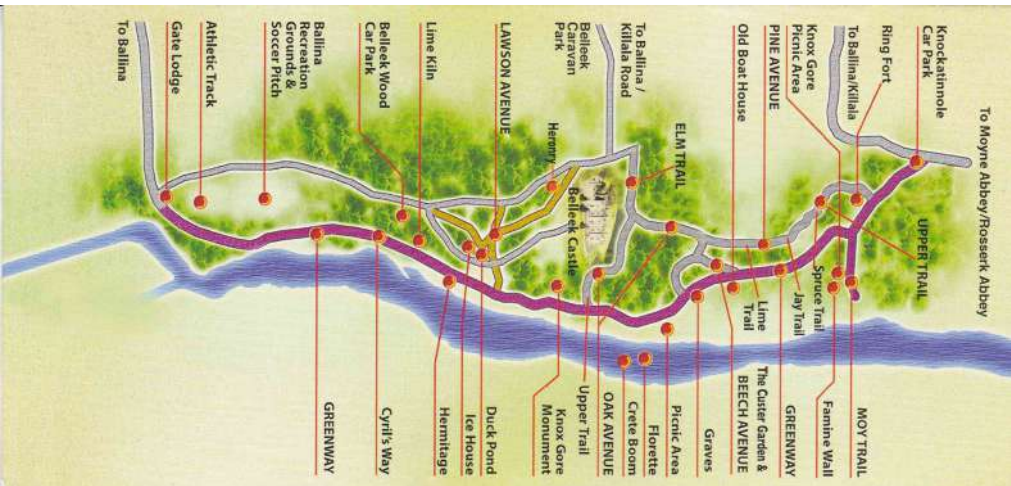 To Moyne Abbey/Rosserk Abbey
Knockatinnole
Car Park
Ring Fort
To Ballina/Killala
Knox Gore
Picnic Area
PINE AVENUE
Old Boat House
ELM TRAIL
To Ballina /
Killala Road
Belleek
Caravan
Park
Heronry
LAWSON AVENUE
Lime Kiln
Belleek Wood
Car Park
Ballina
Recreation
Grounds &
Soccer Pitch
Athletic Track
Gate Lodge
To Ballina
UPPER TRAIL
Spruce Trail
Jay Trail
Lime
Trail
Belleek Castle
MOY TRAIL
Famine Wall
GREENWAY
The Custer Garden &
BEECH AVENUE
Graves
Picnic Area
Florette
Crete Boom
OAK AVENUE
Upper Trail
Knox Gore
Monument
Duck Pond
Ice House
Hermitage
Cyril's Way
GREENWAY